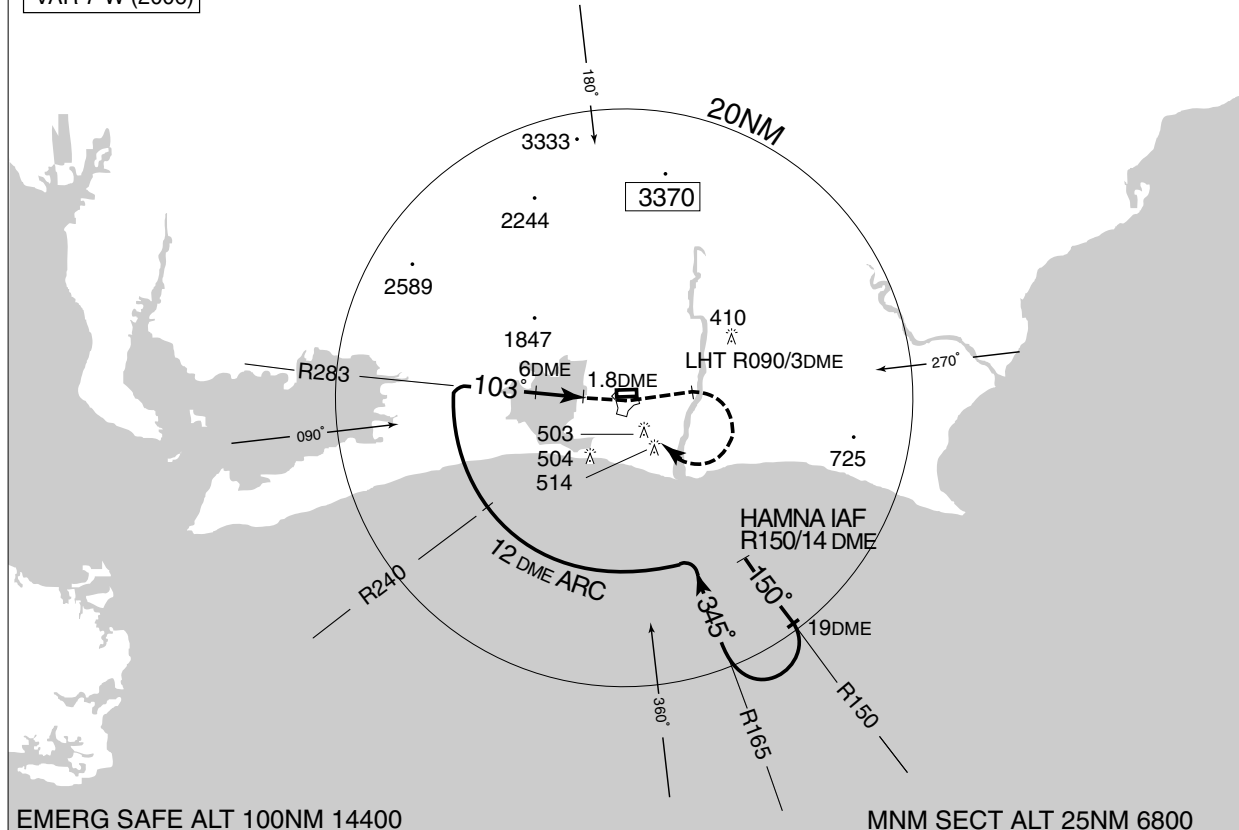 VAR 7°W (2006)
180°
20NM
3333
3370
2244
2589
410
1847
LHT R090/3DME
6DME
1.8DME
270°
R283
103°
090°
503
504
725
514
HAMNA IAF
R150/14 DME
12 DME ARC
150°
R240
345°
19DME
360°
R165
R150
EMERG SAFE ALT 100NM 14400
MNM SECT ALT 25NM 6800